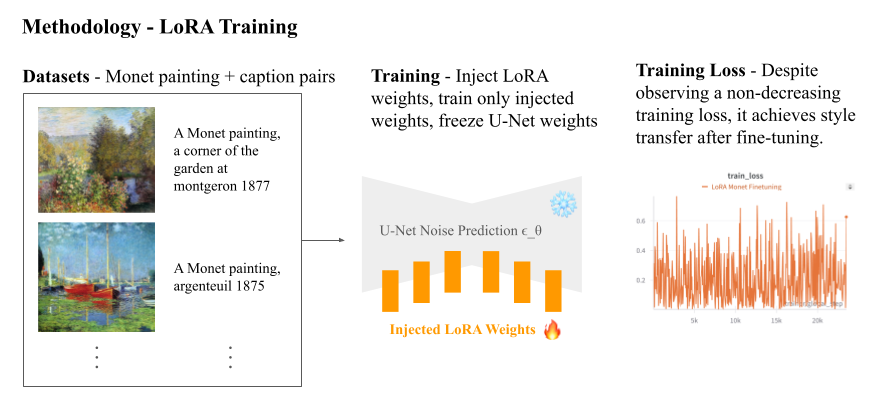 Methodology - LoRA Training
Datasets - Monet painting + caption pairs
A Monet painting,
a corner of the
garden at
montgeron 1877
A Monet painting,
argenteuil 1875
Training - Inject LoRA
weights, train only injected
weights, freeze U-Net weights
U-Net Noise Prediction ϵ_θ
Injected LoRA Weights
Training Loss - Despite
observing a non-decreasing
training loss, it achieves style
transfer after fine-tuning.
train_loss
LoRA Monet Finetuning
0.6
0.4
0.2
5k
10k
15k
20k